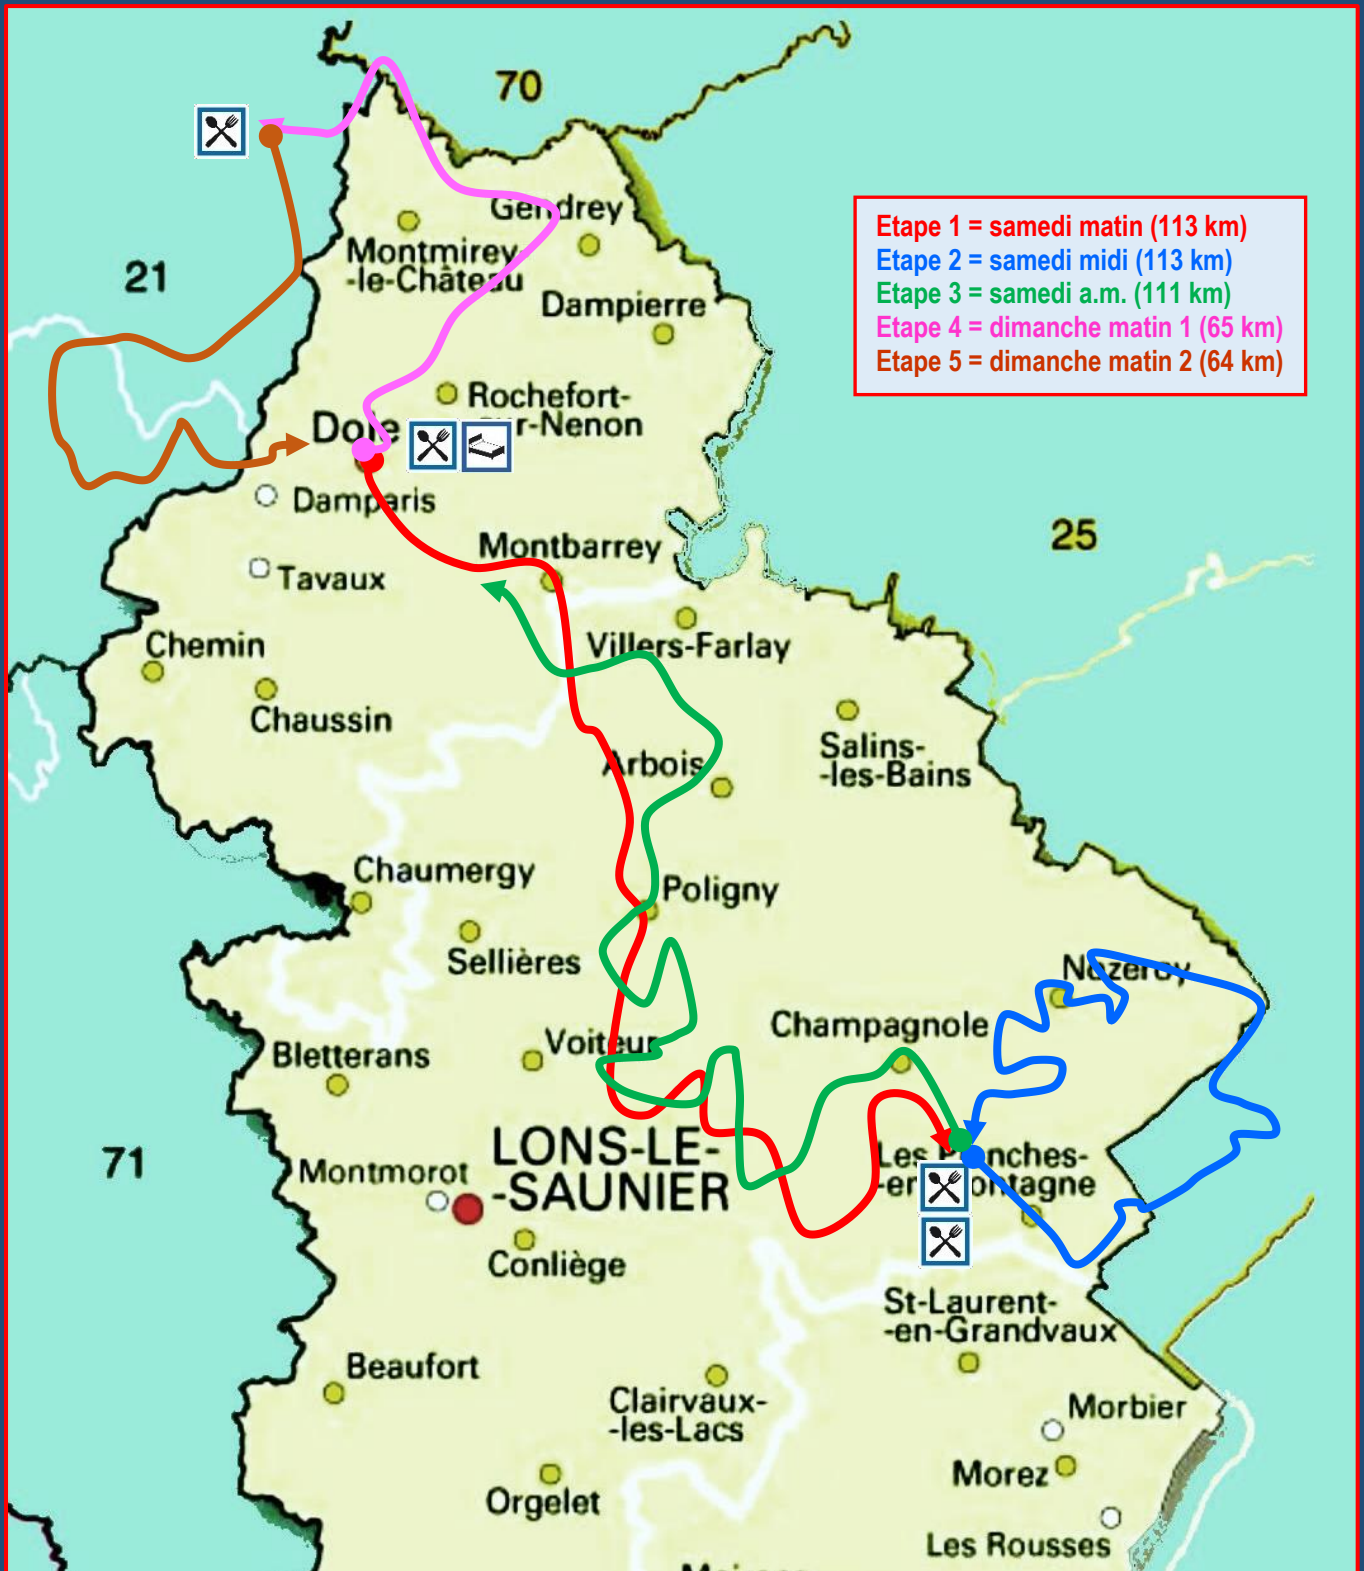 70
Gendrey
Montmirey-
-le-Château
21
Dampierre
Etape 1 = samedi matin (113 km)
Etape 2 = samedi midi (113 km)
Etape 3 = samedi a.m. (111 km)
Etape 4 = dimanche matin 1 (65 km)
Etape 5 = dimanche matin 2 (64 km)
Rochefort-
-sur-Nenon
Dole
Damparis
25
Montbarrey
Tavaux
Chemin
Villers-Farlay
Chaussin
Arbois
Salins-
-les-Bains
Chaumergy
Poligny
Sellières
Nozeroy
Champagnole
Voiteur
Bletterans
71
LONS-LE-
-SAUNIER
Les Planches-
-en-Montagne
Montmorot
Conliège
St-Laurent-
-en-Grandvaux
Beaufort
Clairvaux-
-les-Lacs
Morbier
Morez
Orgelet
Les Rousses